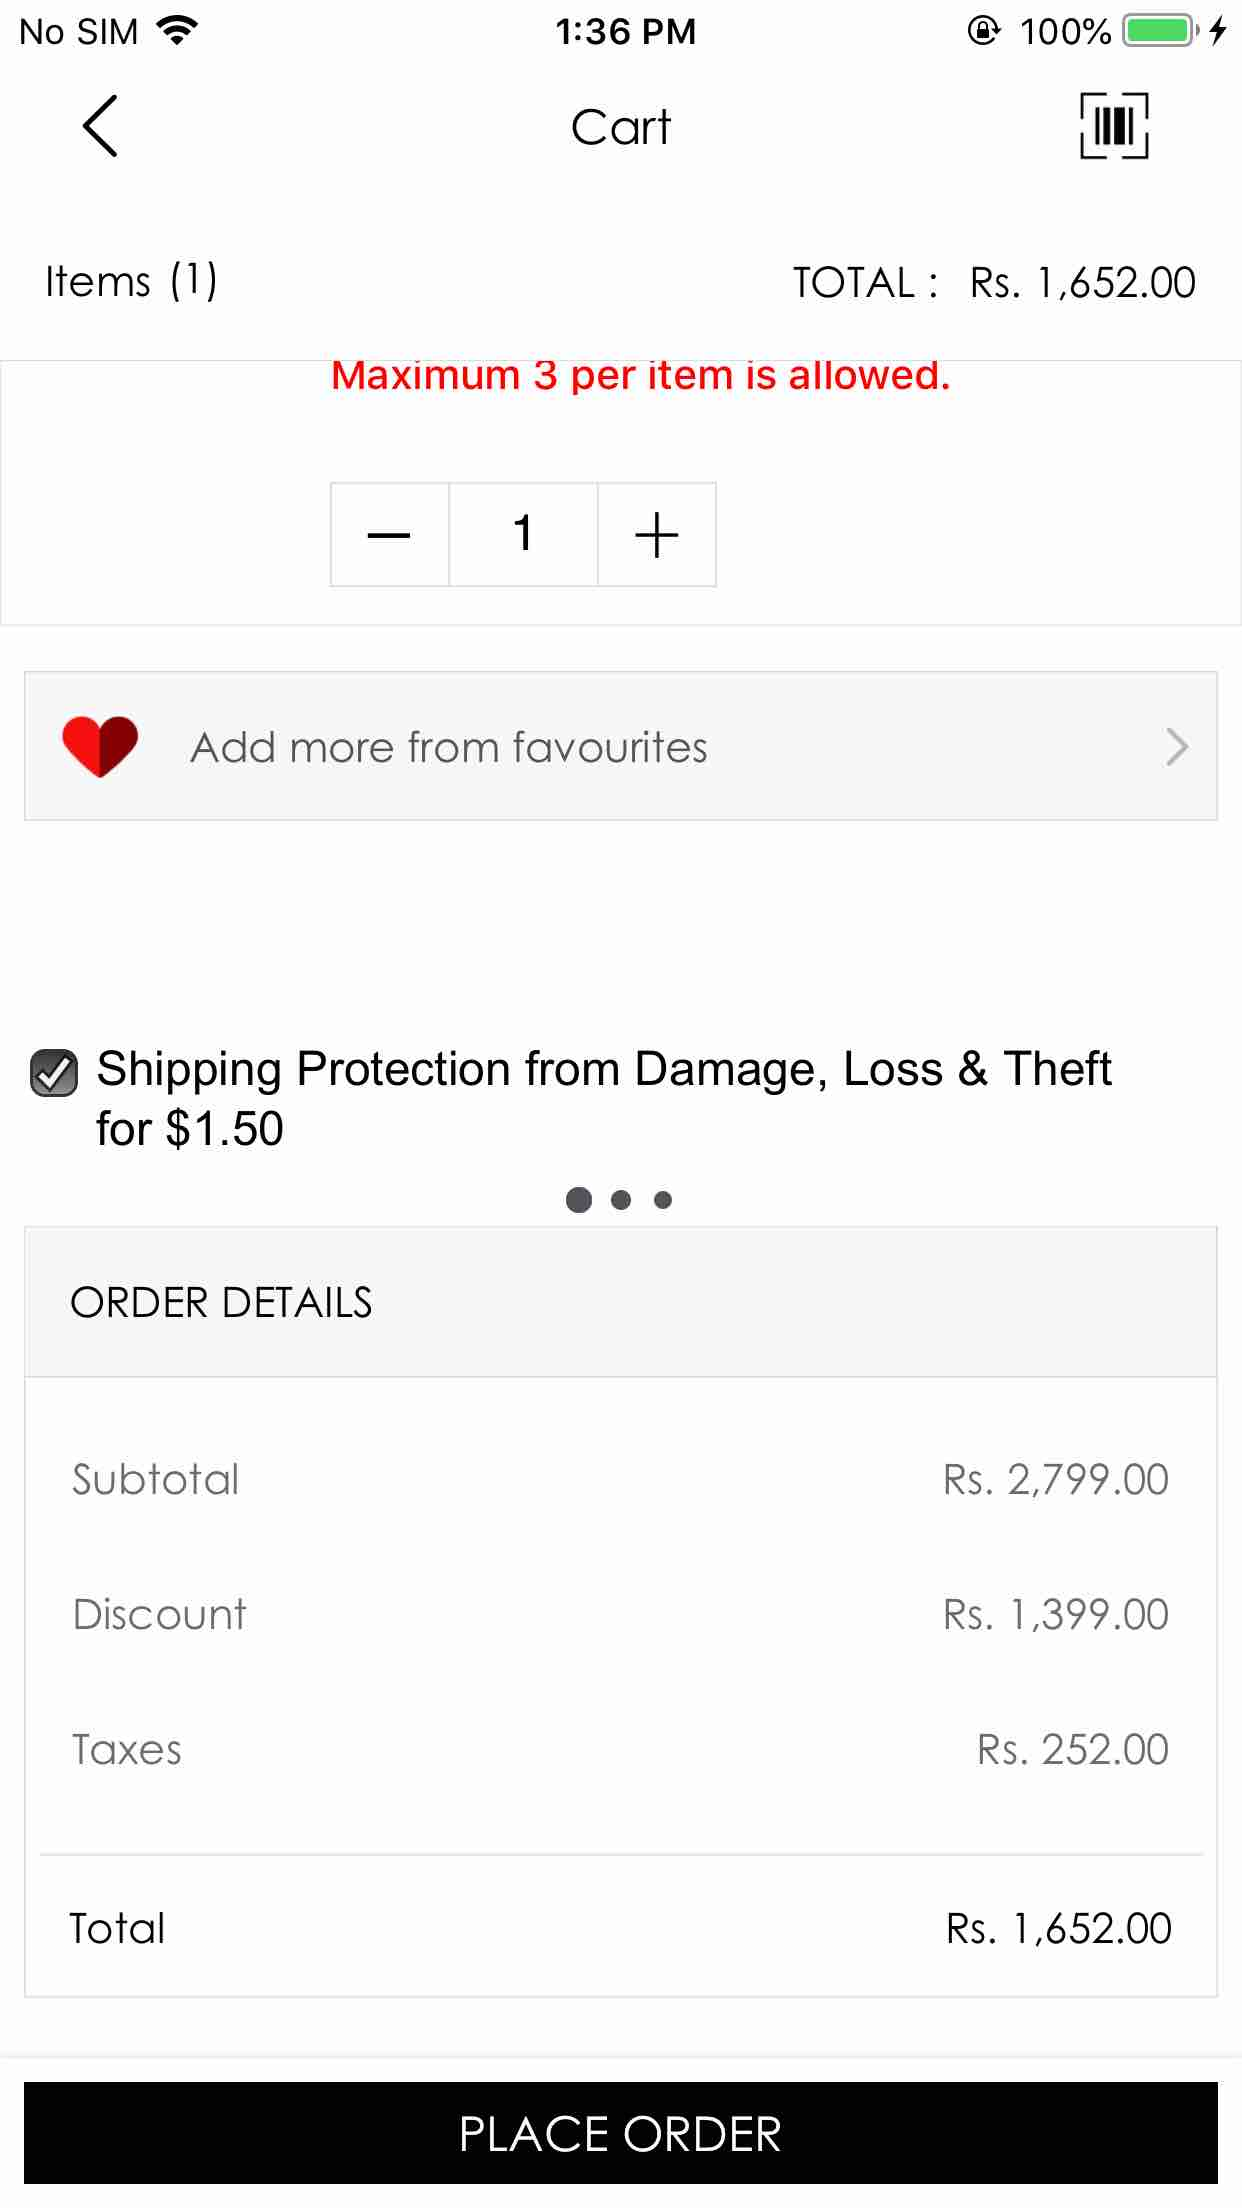 No SIM 1:36 PM 100%
Cart
Items (1) TOTAL : Rs. 1,652.00
Maximum 3 per item is allowed.
1
Add more from favourites
Shipping Protection from Damage, Loss & Theft
for $1.50
ORDER DETAILS
Subtotal Rs. 2,799.00
Discount Rs. 1,399.00
Taxes Rs. 252.00
Total Rs. 1,652.00
PLACE ORDER